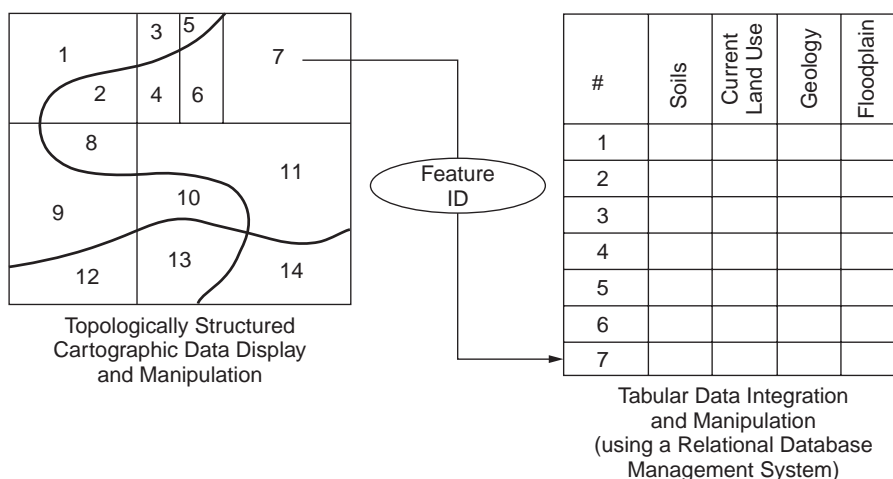 1
3
5
7
2
4
6
8
11
10
9
12
13
14
Topologically Structured
Cartographic Data Display
and Manipulation
Feature
ID
#
Soils
Current
Land Use
Geology
Floodplain
1
2
3
4
5
6
7
Tabular Data Integration
and Manipulation
(using a Relational Database
Management System)